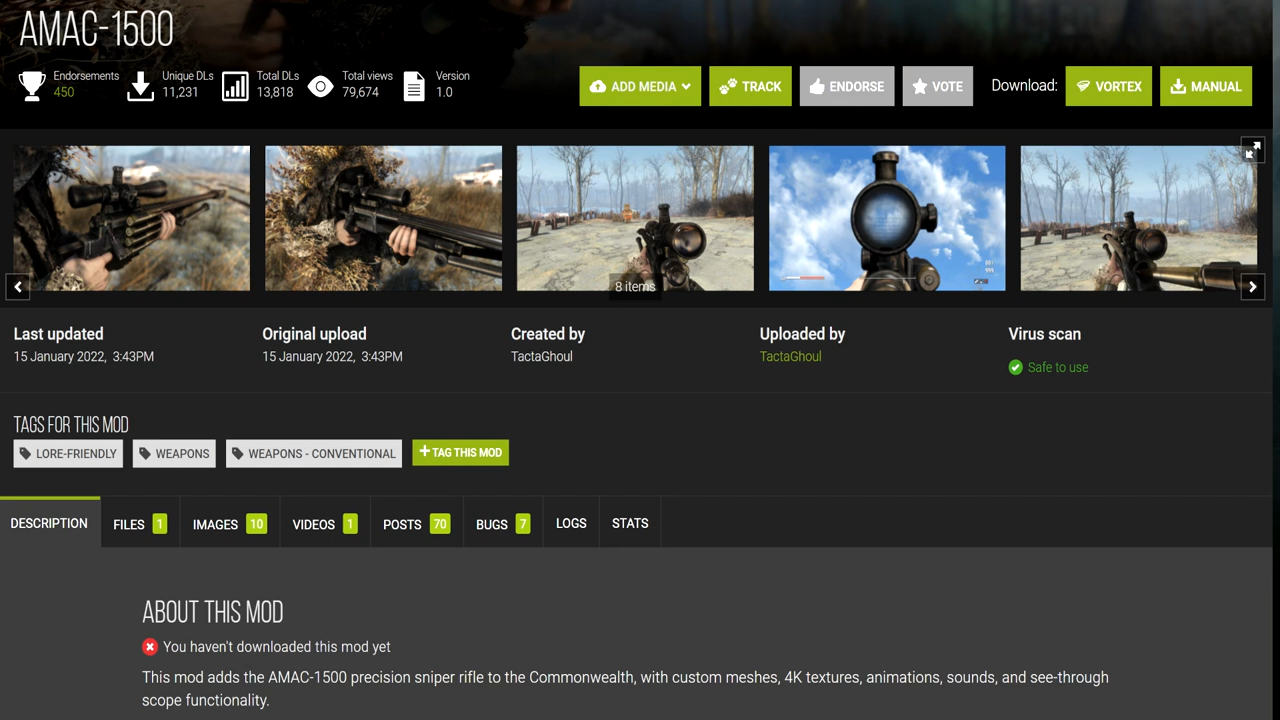 AMAC-1500
Endorsements
450
Unique DLs
11,231
Total DLs
13,818
Total views
79,674
Version
1.0
ADD MEDIA
TRACK
ENDORSE
VOTE
Download:
VORTEX
MANUAL
8 items
Last updated
15 January 2022, 3:43PM
Original upload
15 January 2022, 3:43PM
Created by
TactaGhoul
Uploaded by
TactaGhoul
Virus scan
Safe to use
TAGS FOR THIS MOD
LORE-FRIENDLY
WEAPONS
WEAPONS - CONVENTIONAL
+ TAG THIS MOD
DESCRIPTION
FILES 1
IMAGES 10
VIDEOS 1
POSTS 70
BUGS 7
LOGS
STATS
ABOUT THIS MOD
You haven't downloaded this mod yet
This mod adds the AMAC-1500 precision sniper rifle to the Commonwealth, with custom meshes, 4K textures, animations, sounds, and see-through
scope functionality.